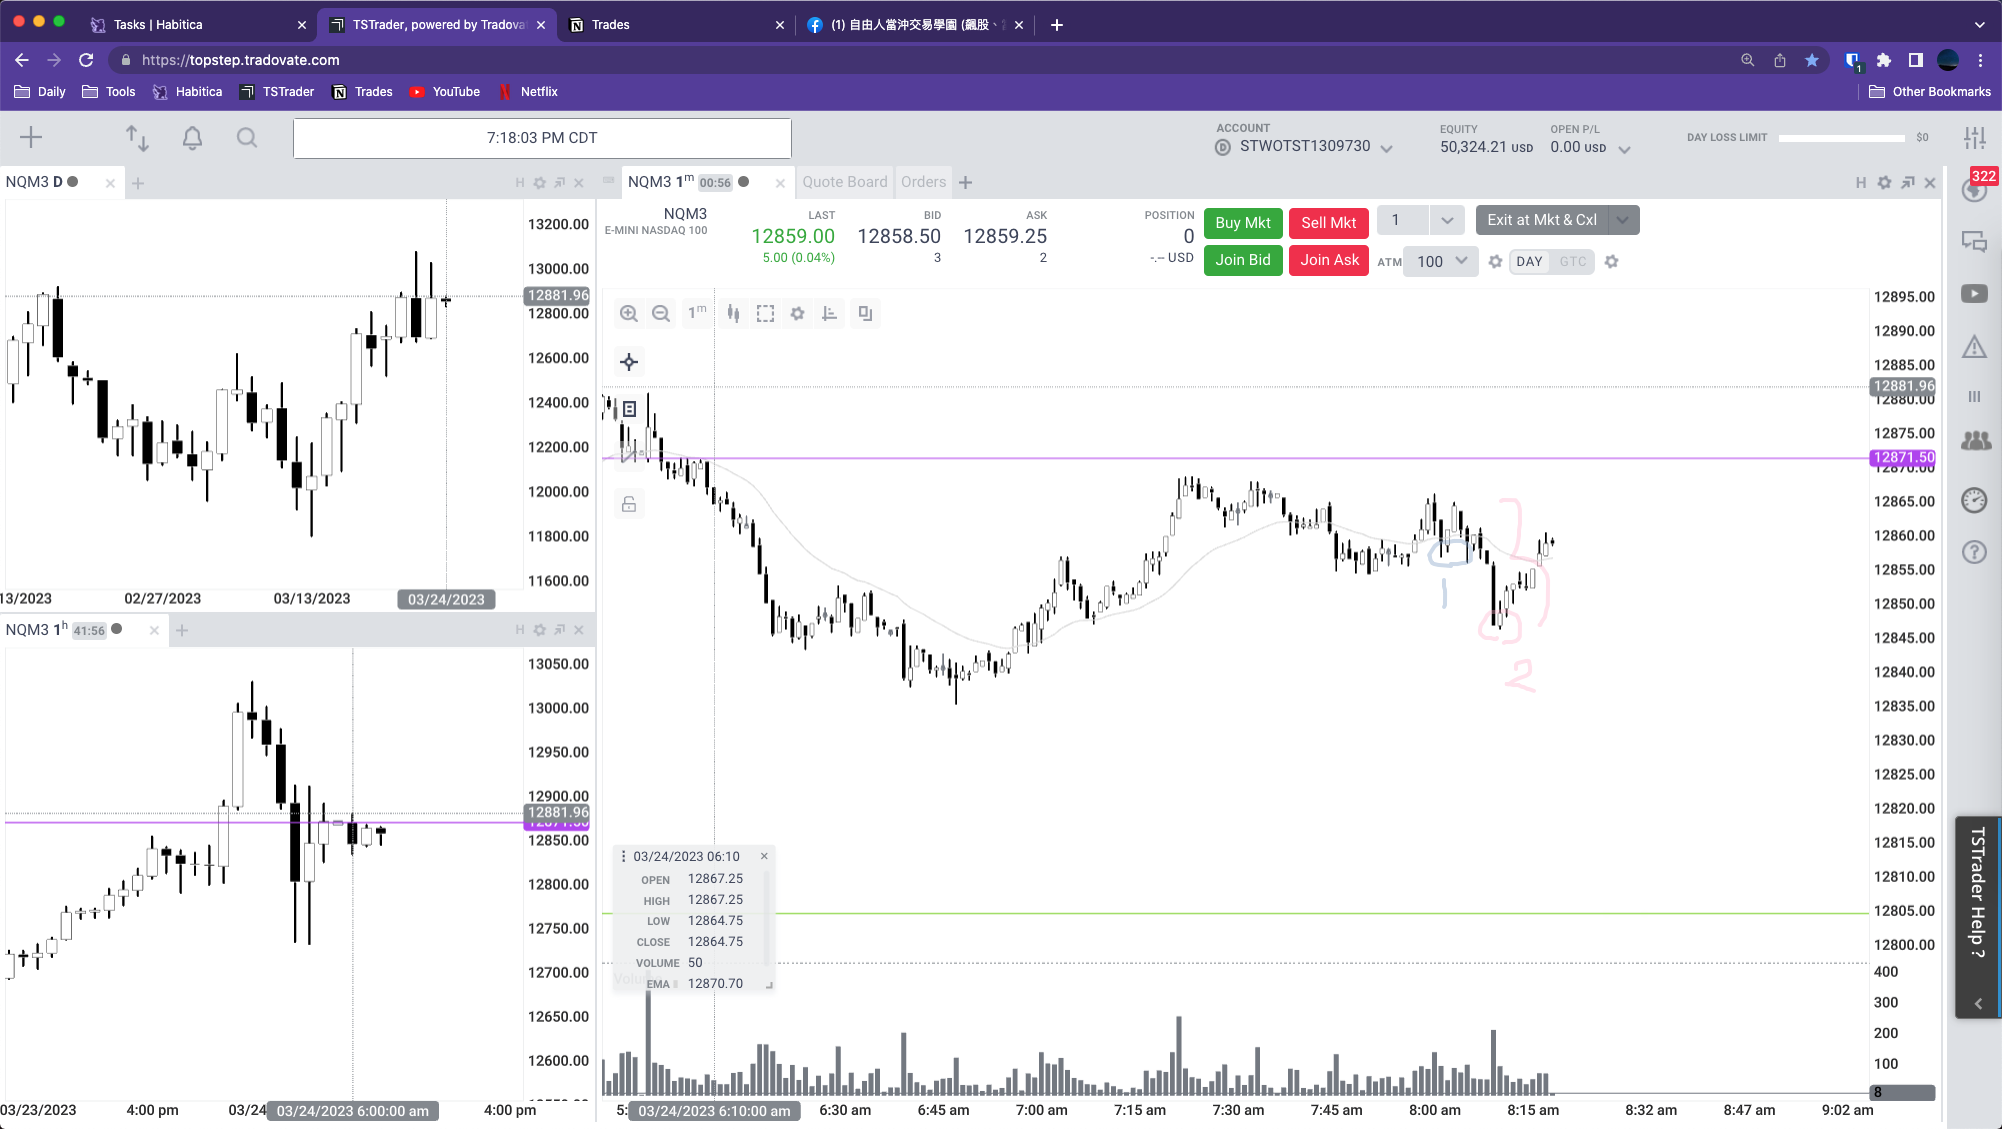 Tasks | Habitica
TSTrader, powered by Tradova
Trades
(1) 自由人當沖交易學園 (飆股、
https://topstep.tradovate.com
1
Daily
Tools
Habitica
TSTrader
Trades
YouTube
Netflix
Other Bookmarks
7:18:03 PM CDT
ACCOUNT
STWOTST1309730
EQUITY
50,324.21 USD
OPEN P/L
0.00 USD
DAY LOSS LIMIT
$0
NQM3 D
H
13200.00
13000.00
12881.96
12800.00
12600.00
12400.00
12200.00
12000.00
11800.00
11600.00
13/2023
02/27/2023
03/13/2023
03/24/2023
NQM3 1h 41:56
H
13050.00
13000.00
12950.00
12900.00
12881.96
12850.00
12800.00
12750.00
12700.00
12650.00
12600.00
03/23/2023
4:00 pm
03/24
03/24/2023 6:00:00 am
4:00 pm
NQM3 1m 00:56
Quote Board
Orders
H
322
NQM3
E-MINI NASDAQ 100
LAST
12859.00
5.00 (0.04%)
BID
12858.50
3
ASK
12859.25
2
POSITION
0
-.-- USD
Buy Mkt
Sell Mkt
1
Exit at Mkt & Cxl
Join Bid
Join Ask
ATM
100
DAY
GTC
1m
12895.00
12890.00
12885.00
12881.96
12880.00
12875.00
12871.50
12870.00
12865.00
12860.00
12855.00
12850.00
12845.00
12840.00
12835.00
12830.00
12825.00
12820.00
12815.00
12810.00
12805.00
12800.00
400
300
200
100
8
1
2
03/24/2023 06:10
OPEN 12867.25
HIGH 12867.25
LOW 12864.75
CLOSE 12864.75
VOLUME 50
EMA 12870.70
5:
03/24/2023 6:10:00 am
6:30 am
6:45 am
7:00 am
7:15 am
7:30 am
7:45 am
8:00 am
8:15 am
8:32 am
8:47 am
9:02 am
TSTrader Help ?